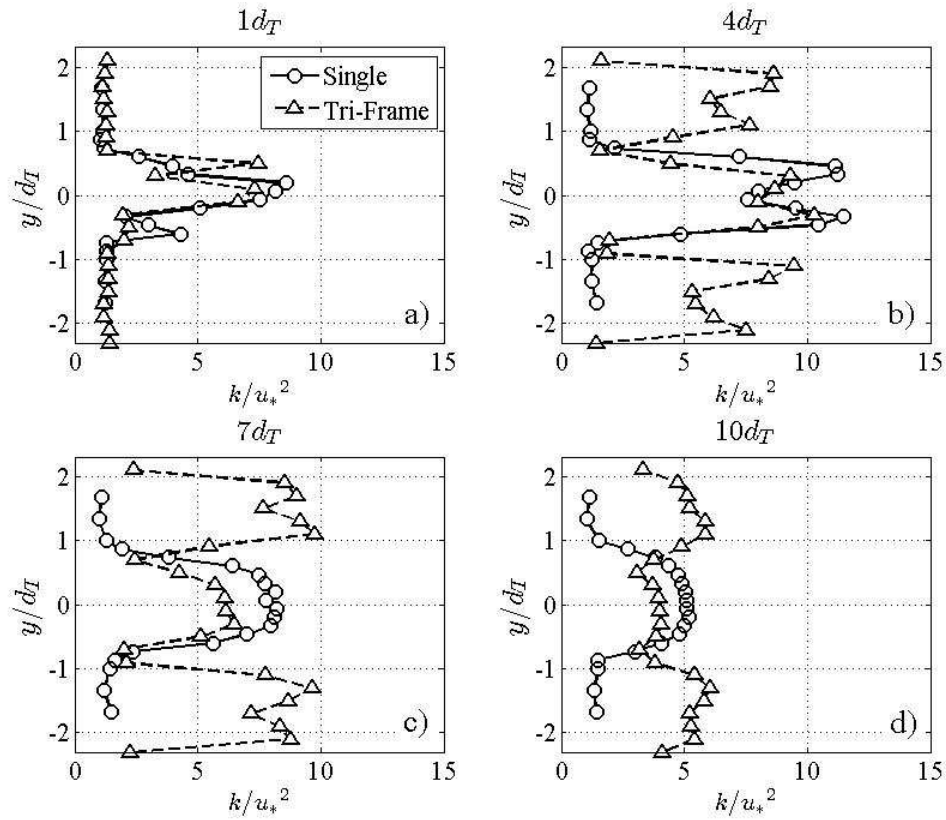 1d_T
2
1
0
-1
-2
y/d_T
Single
Tri-Frame
a)
0 5 10 15
k/u_*^2
4d_T
2
1
0
-1
-2
y/d_T
b)
0 5 10 15
k/u_*^2
7d_T
2
1
0
-1
-2
y/d_T
c)
0 5 10 15
k/u_*^2
10d_T
2
1
0
-1
-2
y/d_T
d)
0 5 10 15
k/u_*^2